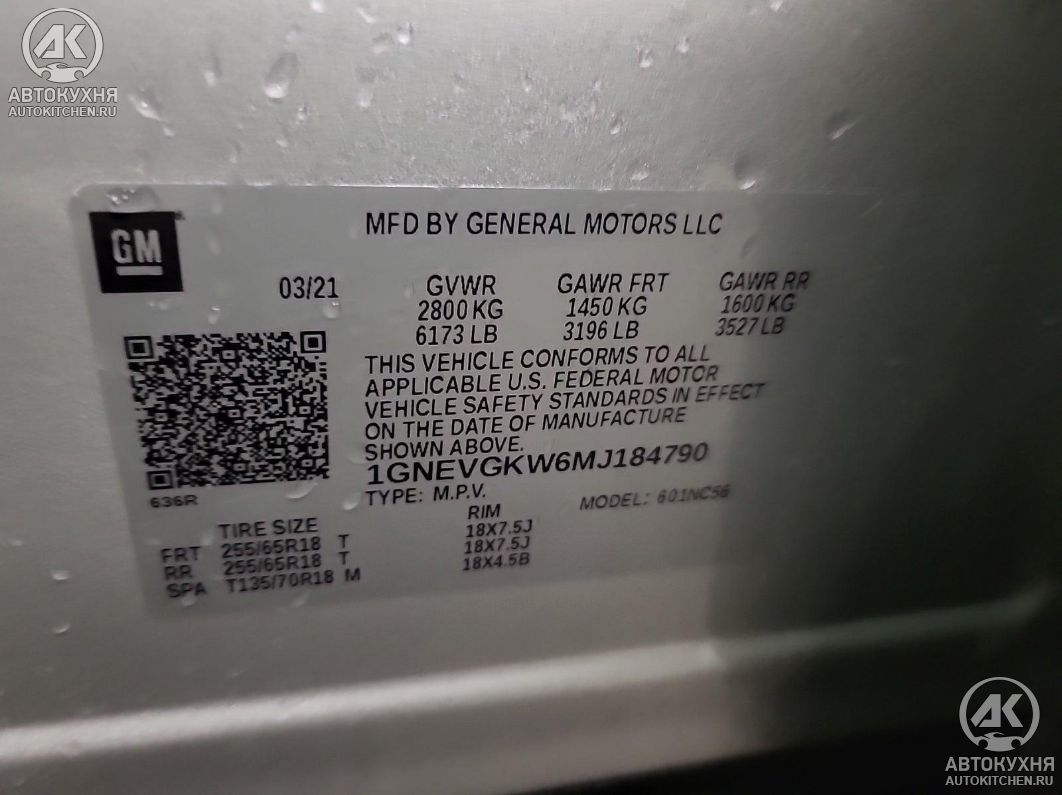 АК
АВТОКУХНЯ
AUTOKITCHEN.RU
GM
MFD BY GENERAL MOTORS LLC
03/21
GVWR GAWR FRT GAWR RR
2800 KG 1450 KG 1600 KG
6173 LB 3196 LB 3527 LB
THIS VEHICLE CONFORMS TO ALL
APPLICABLE U.S. FEDERAL MOTOR
VEHICLE SAFETY STANDARDS IN EFFECT
ON THE DATE OF MANUFACTURE
SHOWN ABOVE.
1GNEVGKW6MJ184790
636R
TYPE: M.P.V. MODEL: 601NC56
TIRE SIZE RIM
FRT 255/65R18 T 18X7.5J
RR 255/65R18 T 18X7.5J
SPA T135/70R18 M 18X4.5B
АК
АВТОКУХНЯ
AUTOKITCHEN.RU